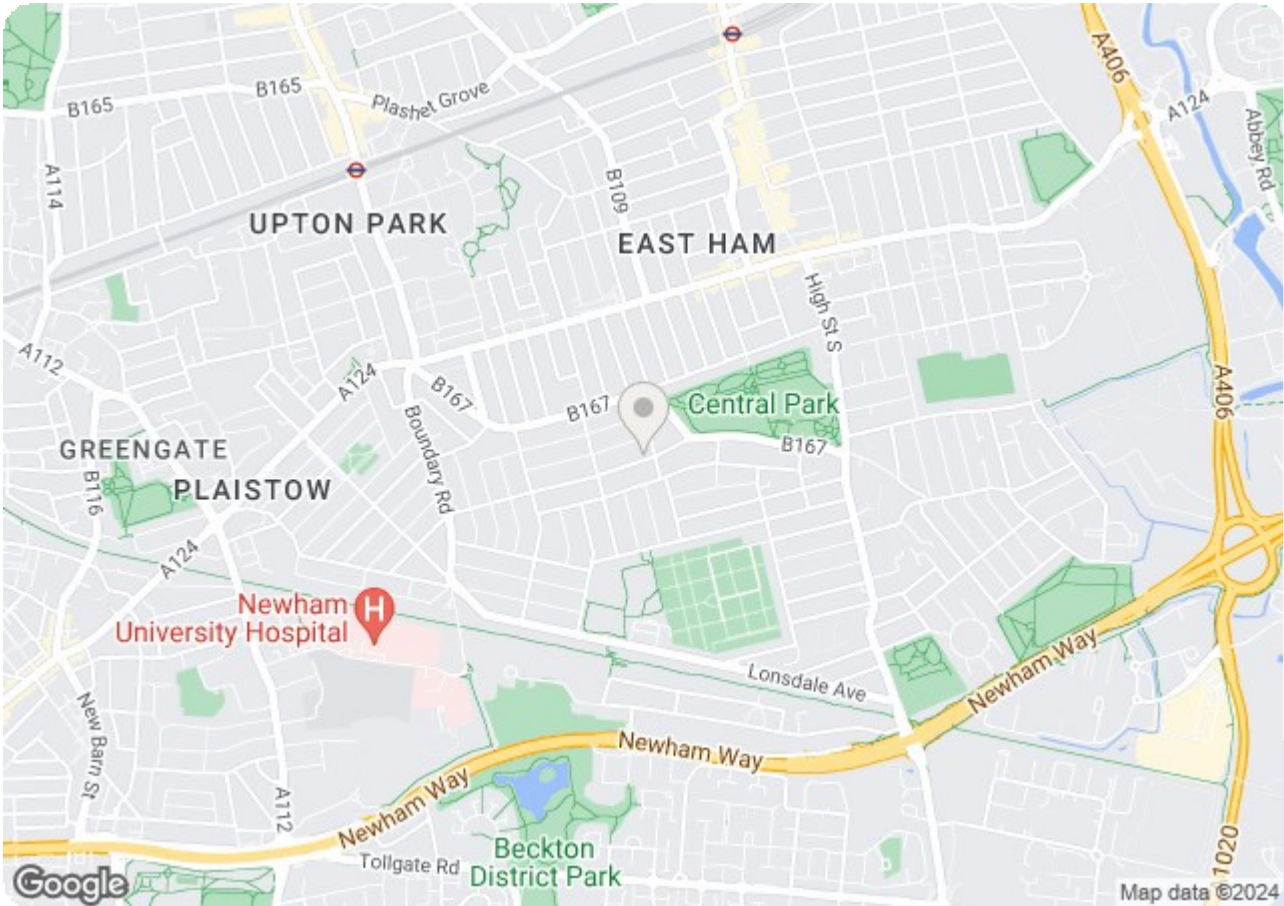 A406
A124
B165
B165
Plashet Grove
Abbey Rd
A114
B109
UPTON PARK
EAST HAM
High St S
A112
A124
B167
B167
Central Park
A406
Boundary Rd
B167
GREENGATE
B116
PLAISTOW
A124
Newham
University Hospital
H
Lonsdale Ave
Newham Way
New Barn St
Newham Way
Newham Way
A112
Tollgate Rd
Beckton
District Park
1020
Google
Map data ©2024